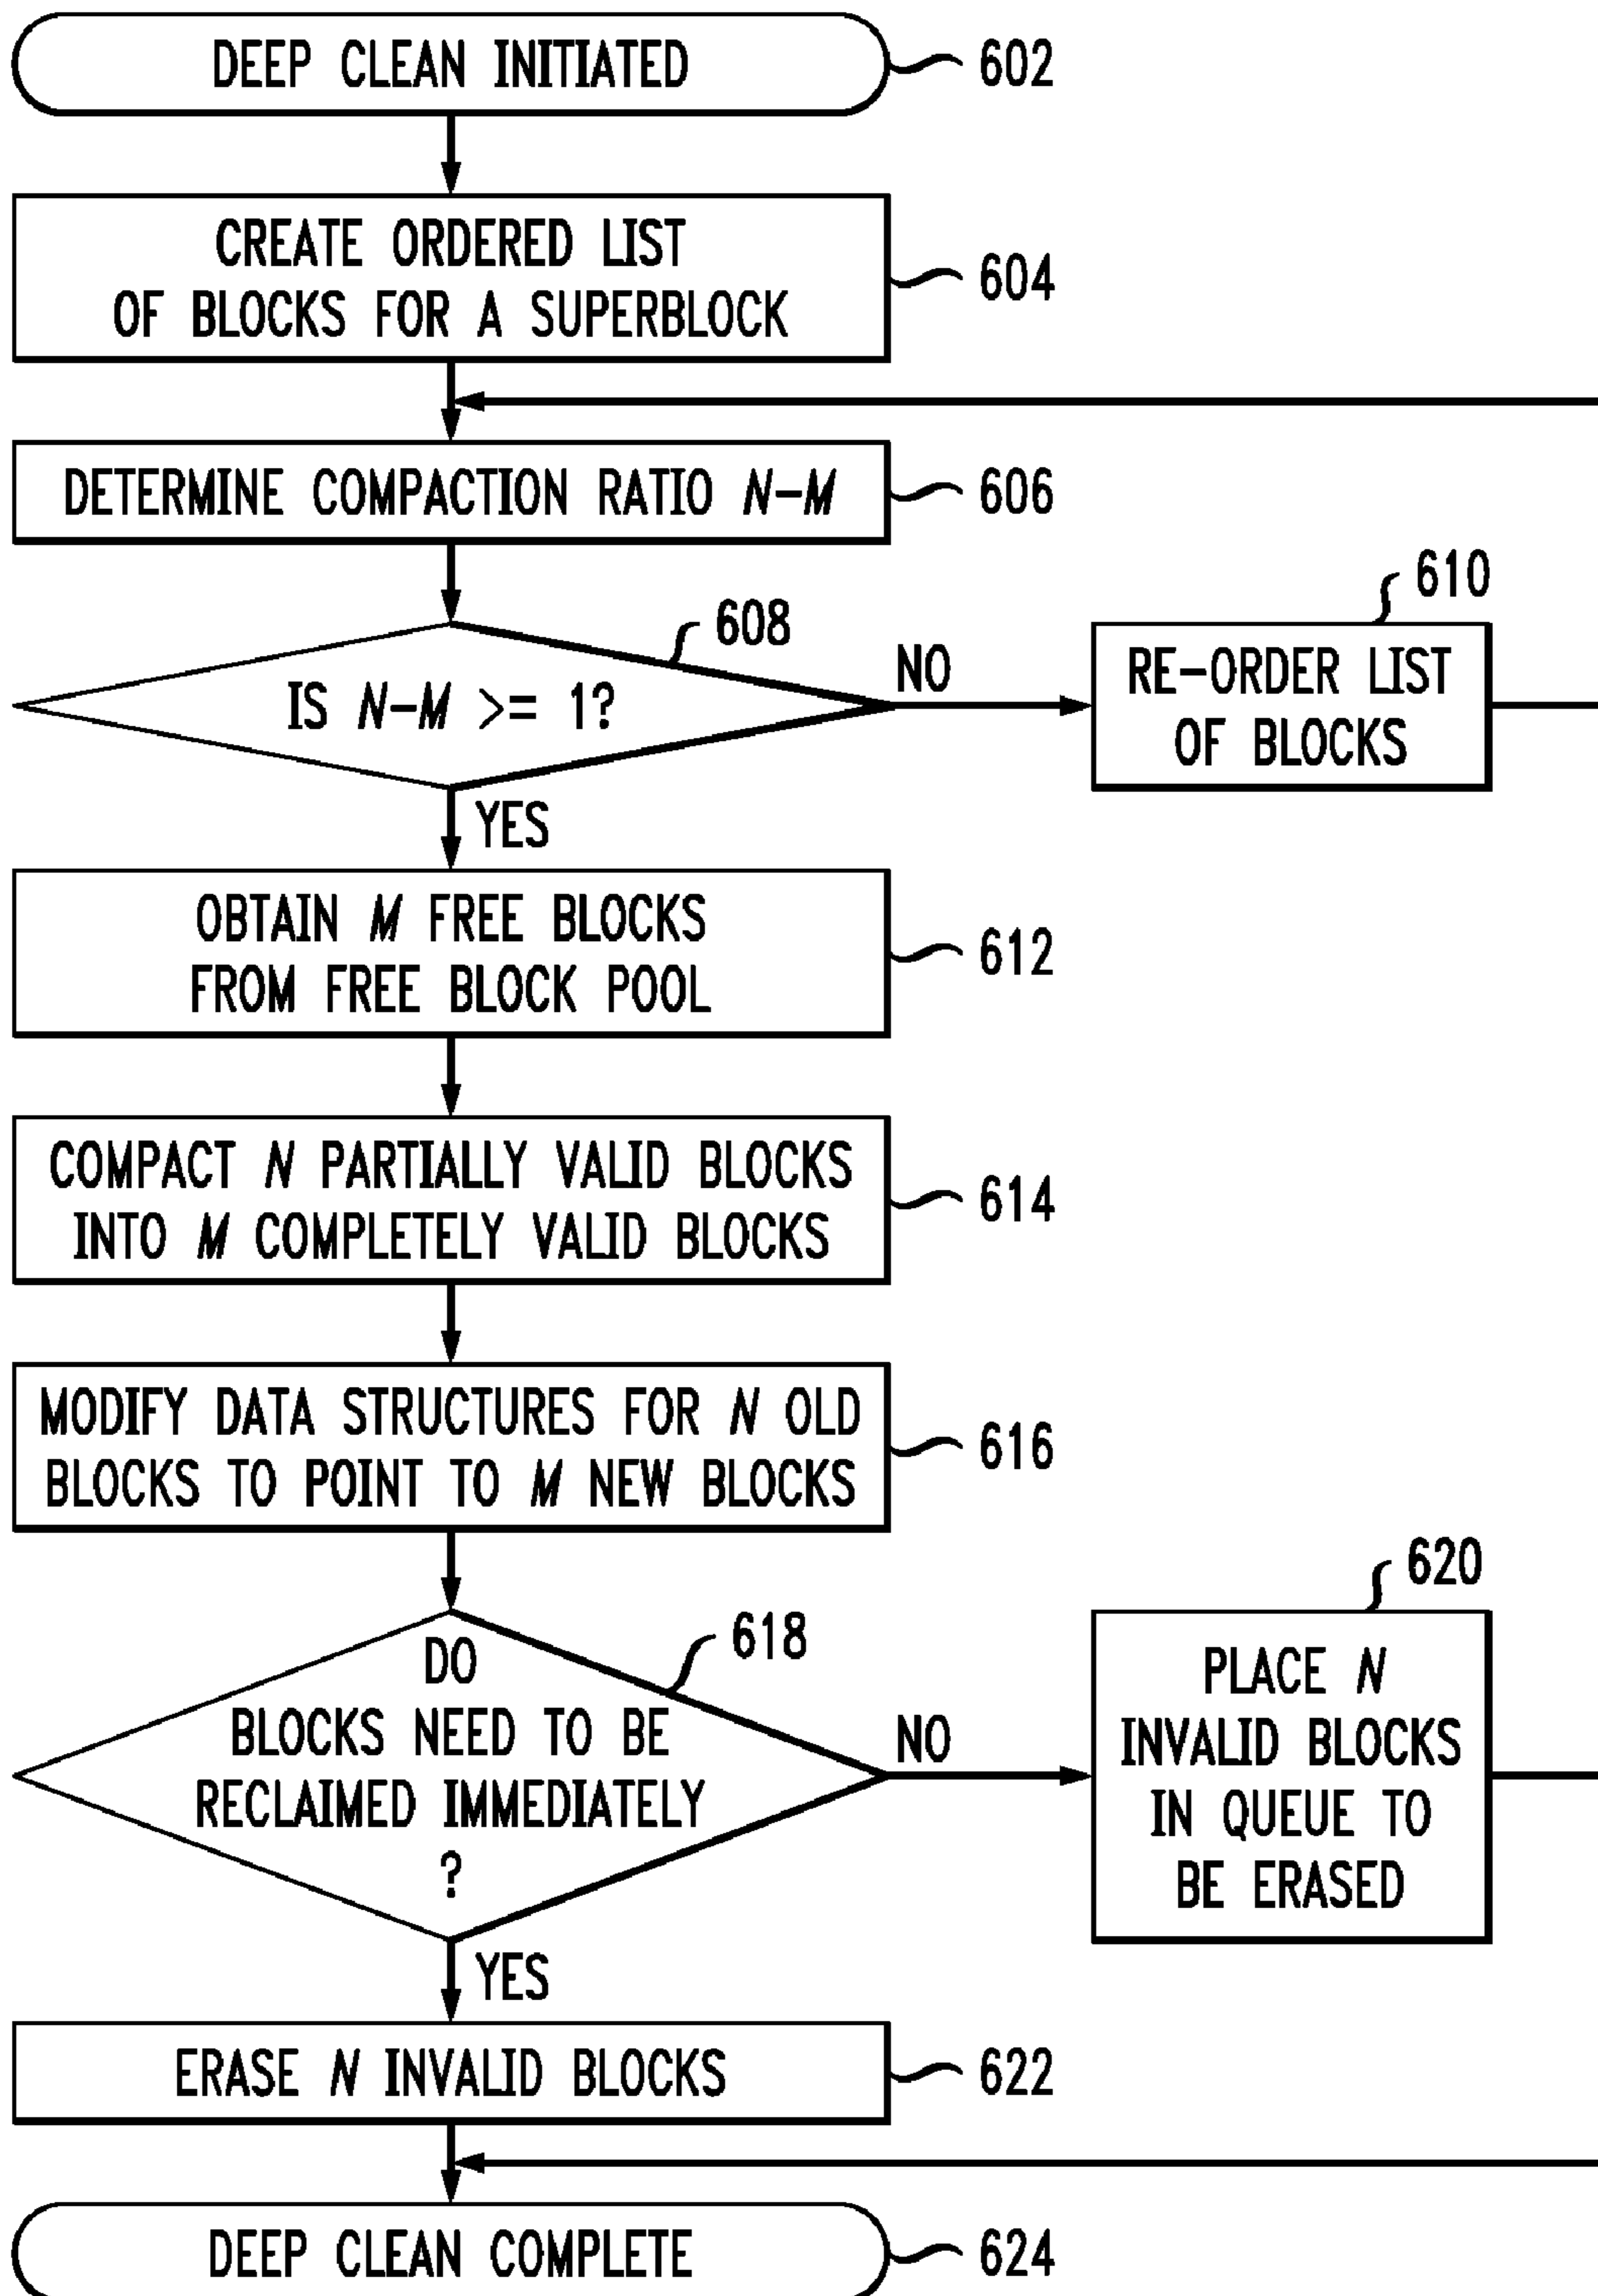 DEEP CLEAN INITIATED
602
CREATE ORDERED LIST
OF BLOCKS FOR A SUPERBLOCK
604
DETERMINE COMPACTION RATIO N-M
606
608
IS N-M >= 1?
NO
610
RE-ORDER LIST
OF BLOCKS
YES
OBTAIN M FREE BLOCKS
FROM FREE BLOCK POOL
612
COMPACT N PARTIALLY VALID BLOCKS
INTO M COMPLETELY VALID BLOCKS
614
MODIFY DATA STRUCTURES FOR N OLD
BLOCKS TO POINT TO M NEW BLOCKS
616
618
DO
BLOCKS NEED TO BE
RECLAIMED IMMEDIATELY
?
NO
620
PLACE N
INVALID BLOCKS
IN QUEUE TO
BE ERASED
YES
ERASE N INVALID BLOCKS
622
DEEP CLEAN COMPLETE
624